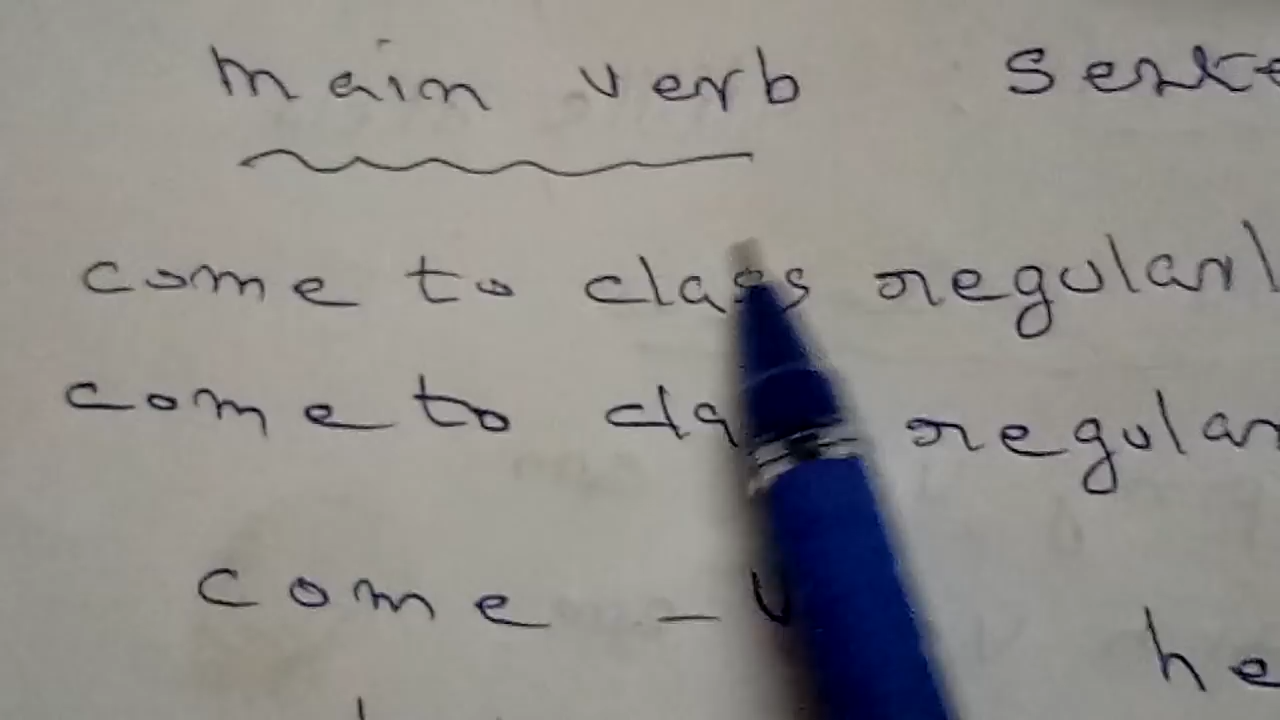 main verb
come to class regularl
come to regular
come - he